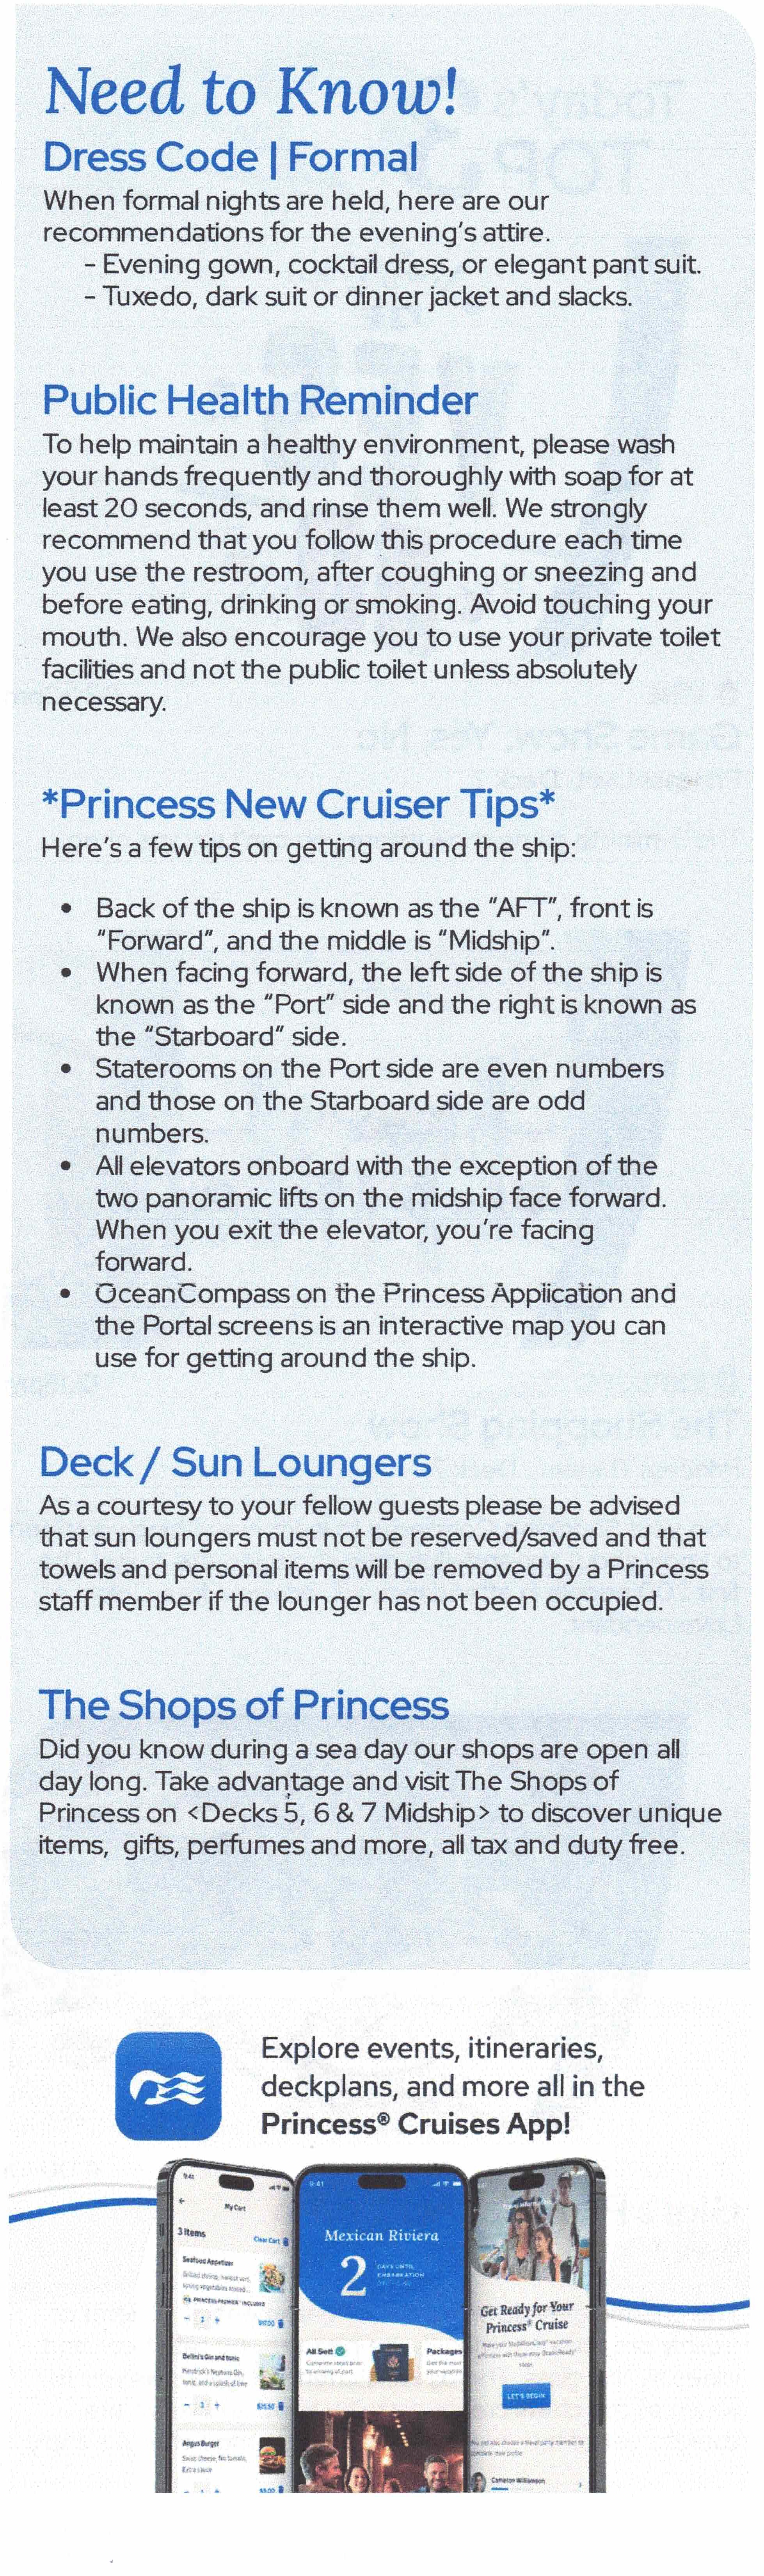 Need to Know!
Dress Code | Formal
When formal nights are held, here are our
recommendations for the evening's attire.
- Evening gown, cocktail dress, or elegant pant suit.
- Tuxedo, dark suit or dinner jacket and slacks.
Public Health Reminder
To help maintain a healthy environment, please wash
your hands frequently and thoroughly with soap for at
least 20 seconds, and rinse them well. We strongly
recommend that you follow this procedure each time
you use the restroom, after coughing or sneezing and
before eating, drinking or smoking. Avoid touching your
mouth. We also encourage you to use your private toilet
facilities and not the public toilet unless absolutely
necessary.
*Princess New Cruiser Tips*
Here's a few tips on getting around the ship:
• Back of the ship is known as the "AFT", front is
"Forward", and the middle is "Midship".
• When facing forward, the left side of the ship is
known as the "Port" side and the right is known as
the "Starboard" side.
• Staterooms on the Port side are even numbers
and those on the Starboard side are odd
numbers.
• All elevators onboard with the exception of the
two panoramic lifts on the midship face forward.
When you exit the elevator, you're facing
forward.
• OceanCompass on the Princess Application and
the Portal screens is an interactive map you can
use for getting around the ship.
Deck / Sun Loungers
As a courtesy to your fellow guests please be advised
that sun loungers must not be reserved/saved and that
towels and personal items will be removed by a Princess
staff member if the lounger has not been occupied.
The Shops of Princess
Did you know during a sea day our shops are open all
day long. Take advantage and visit The Shops of
Princess on <Decks 5, 6 & 7 Midship> to discover unique
items, gifts, perfumes and more, all tax and duty free.
Explore events, itineraries,
deckplans, and more all in the
Princess® Cruises App!
9:41
My Cart
3 Items
Clear Cart
Seafood Appetizer
Angus Burger
9:41
Mexican Riviera
2
DAYS UNTIL
EMBARKATION
All Set!
Packages
Get Ready for Your
Princess® Cruise
LET'S BEGIN
Cameron Williamson